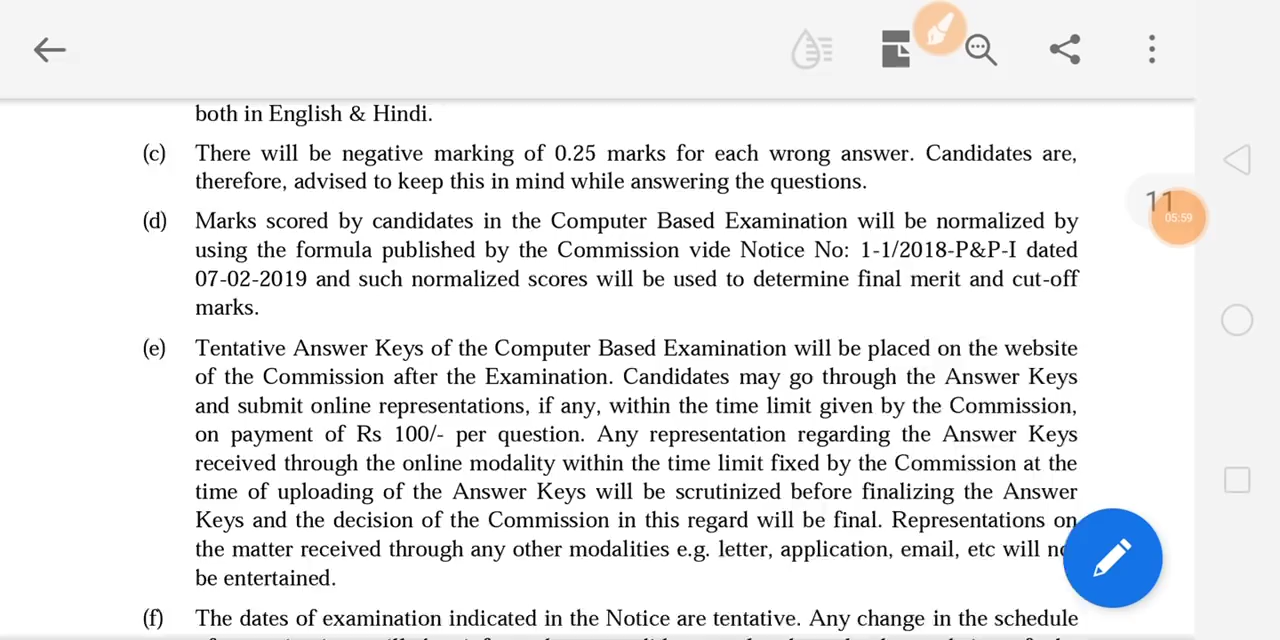 both in English & Hindi.
(c) There will be negative marking of 0.25 marks for each wrong answer. Candidates are,
therefore, advised to keep this in mind while answering the questions.
11
05:59
(d) Marks scored by candidates in the Computer Based Examination will be normalized by
using the formula published by the Commission vide Notice No: 1-1/2018-P&P-I dated
07-02-2019 and such normalized scores will be used to determine final merit and cut-off
marks.
(e) Tentative Answer Keys of the Computer Based Examination will be placed on the website
of the Commission after the Examination. Candidates may go through the Answer Keys
and submit online representations, if any, within the time limit given by the Commission,
on payment of Rs 100/- per question. Any representation regarding the Answer Keys
received through the online modality within the time limit fixed by the Commission at the
time of uploading of the Answer Keys will be scrutinized before finalizing the Answer
Keys and the decision of the Commission in this regard will be final. Representations on
the matter received through any other modalities e.g. letter, application, email, etc will
be entertained.
(f) The dates of examination indicated in the Notice are tentative. Any change in the schedule